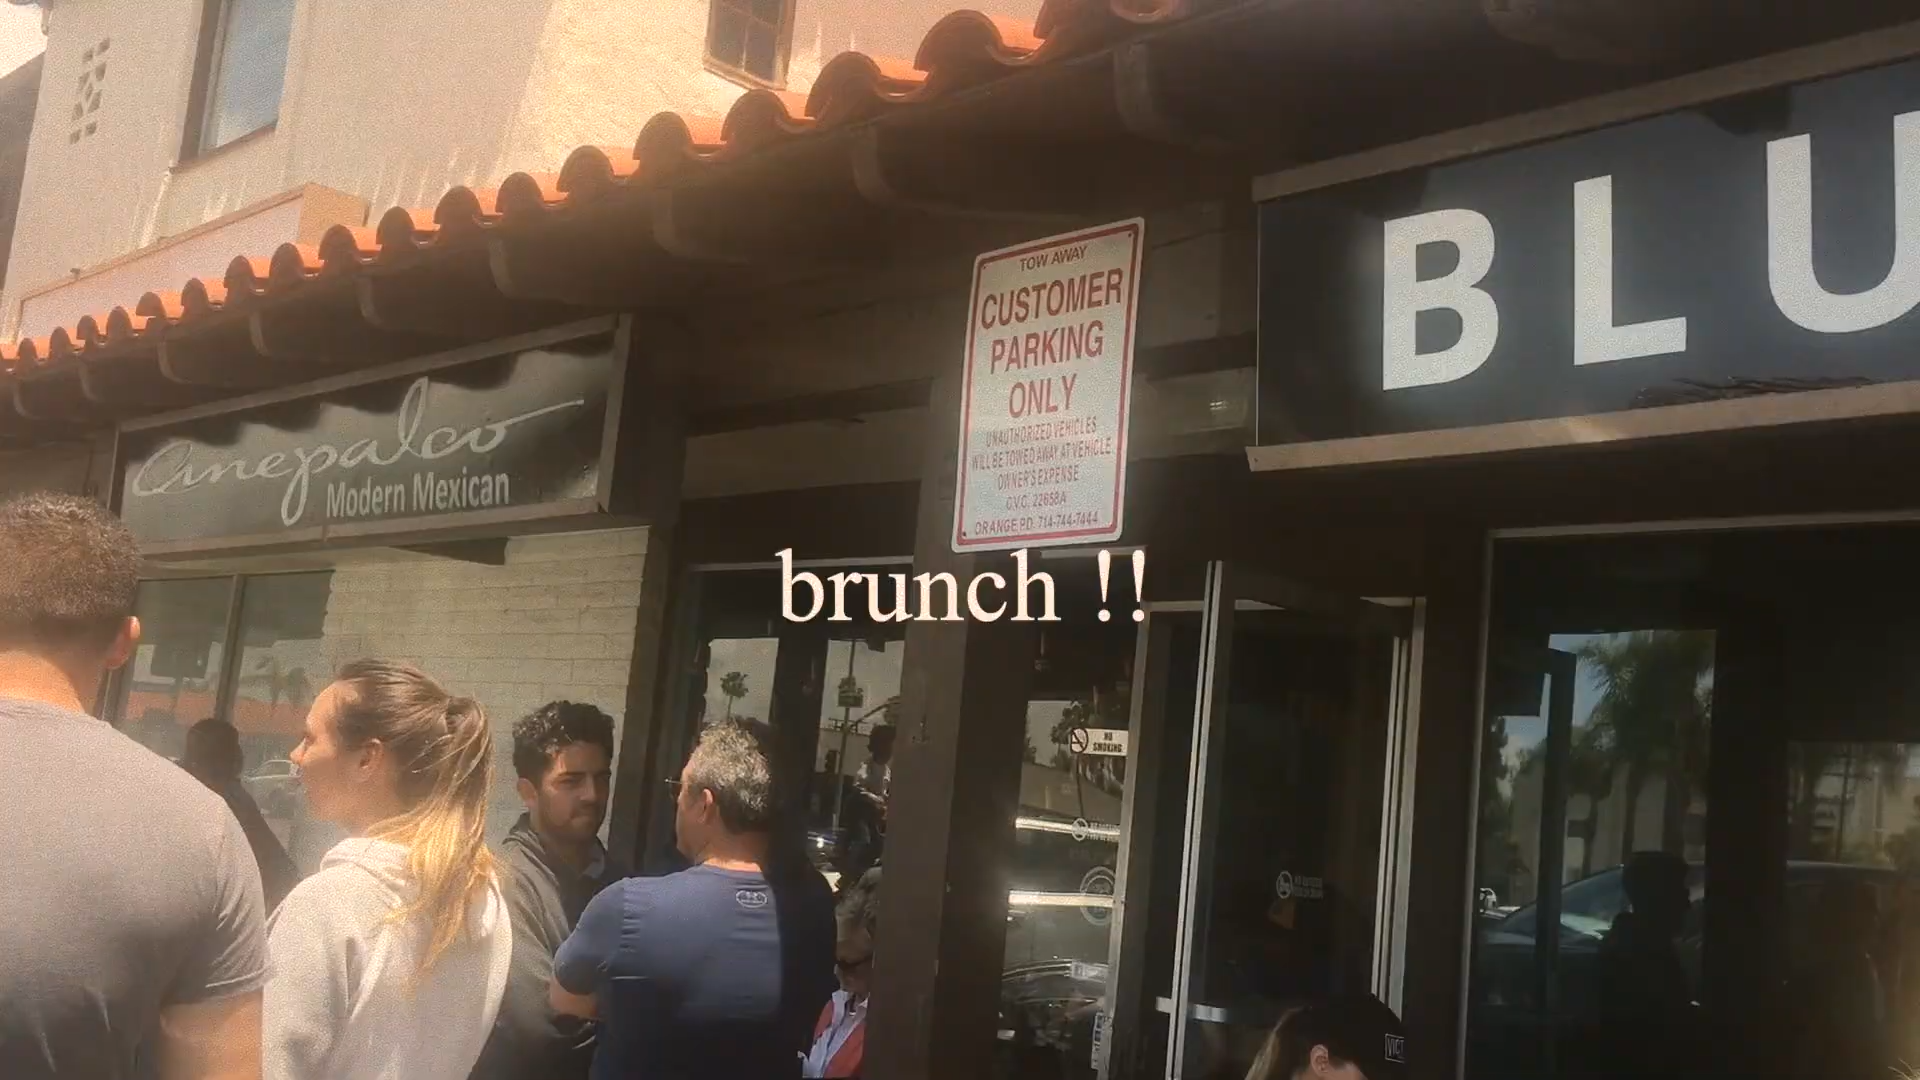 anepalco
Modern Mexican
TOW AWAY
CUSTOMER
PARKING
ONLY
UNAUTHORIZED VEHICLES
WILL BE TOWED AWAY AT VEHICLE
OWNER'S EXPENSE
C.V.C. 22658A
ORANGE P.D. 714-744-7444
BLU
brunch !!
NO
SMOKING
VIC